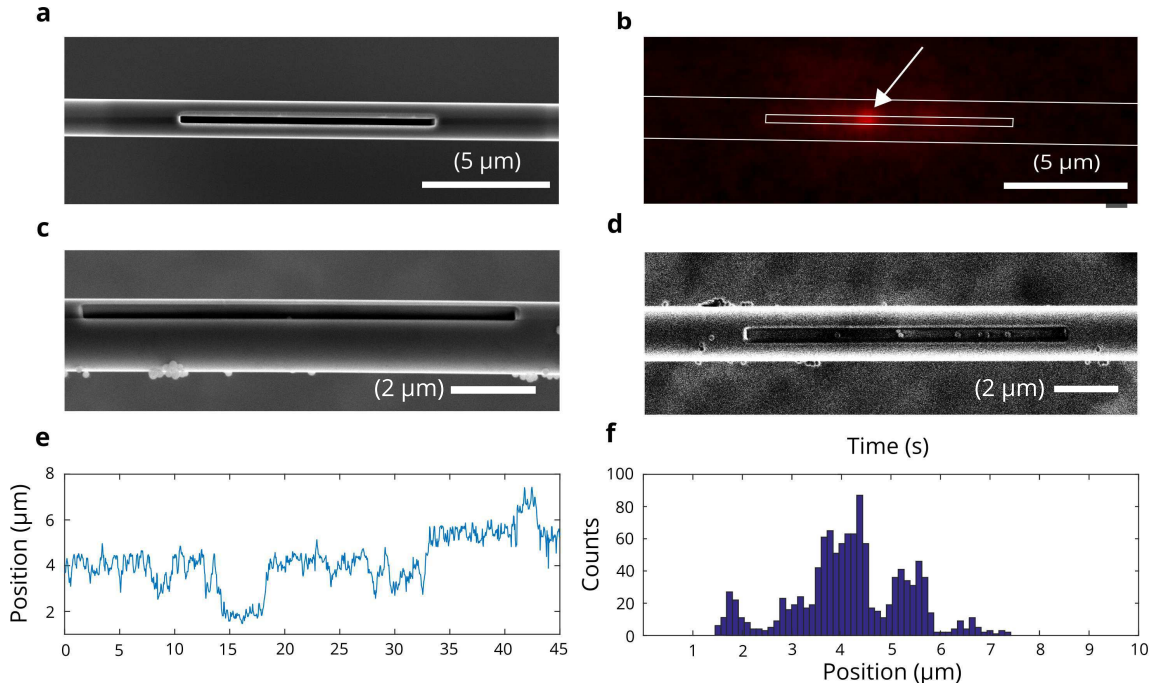 a
b
(5 µm)
(5 µm)
c
d
(2 µm)
(2 µm)
e
f
Time (s)
Position (µm)
8
6
4
2
0 5 10 15 20 25 30 35 40 45
Counts
100
80
60
40
20
0
1 2 3 4 5 6 7 8 9 10
Position (µm)